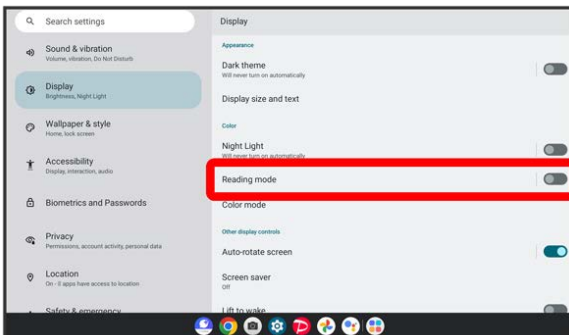 Search settings
Sound & vibration
Volume, vibration, Do Not Disturb
Display
Brightness, Night Light
Wallpaper & style
Home, lock screen
Accessibility
Display, interaction, audio
Biometrics and Passwords
Privacy
Permissions, account activity, personal data
Location
On - 3 apps have access to location
Safety & emergency
Display
Appearance
Dark theme
Will never turn on automatically
Display size and text
Color
Night Light
Will never turn on automatically
Reading mode
Color mode
Other display controls
Auto-rotate screen
Screen saver
Off
Lift to wake